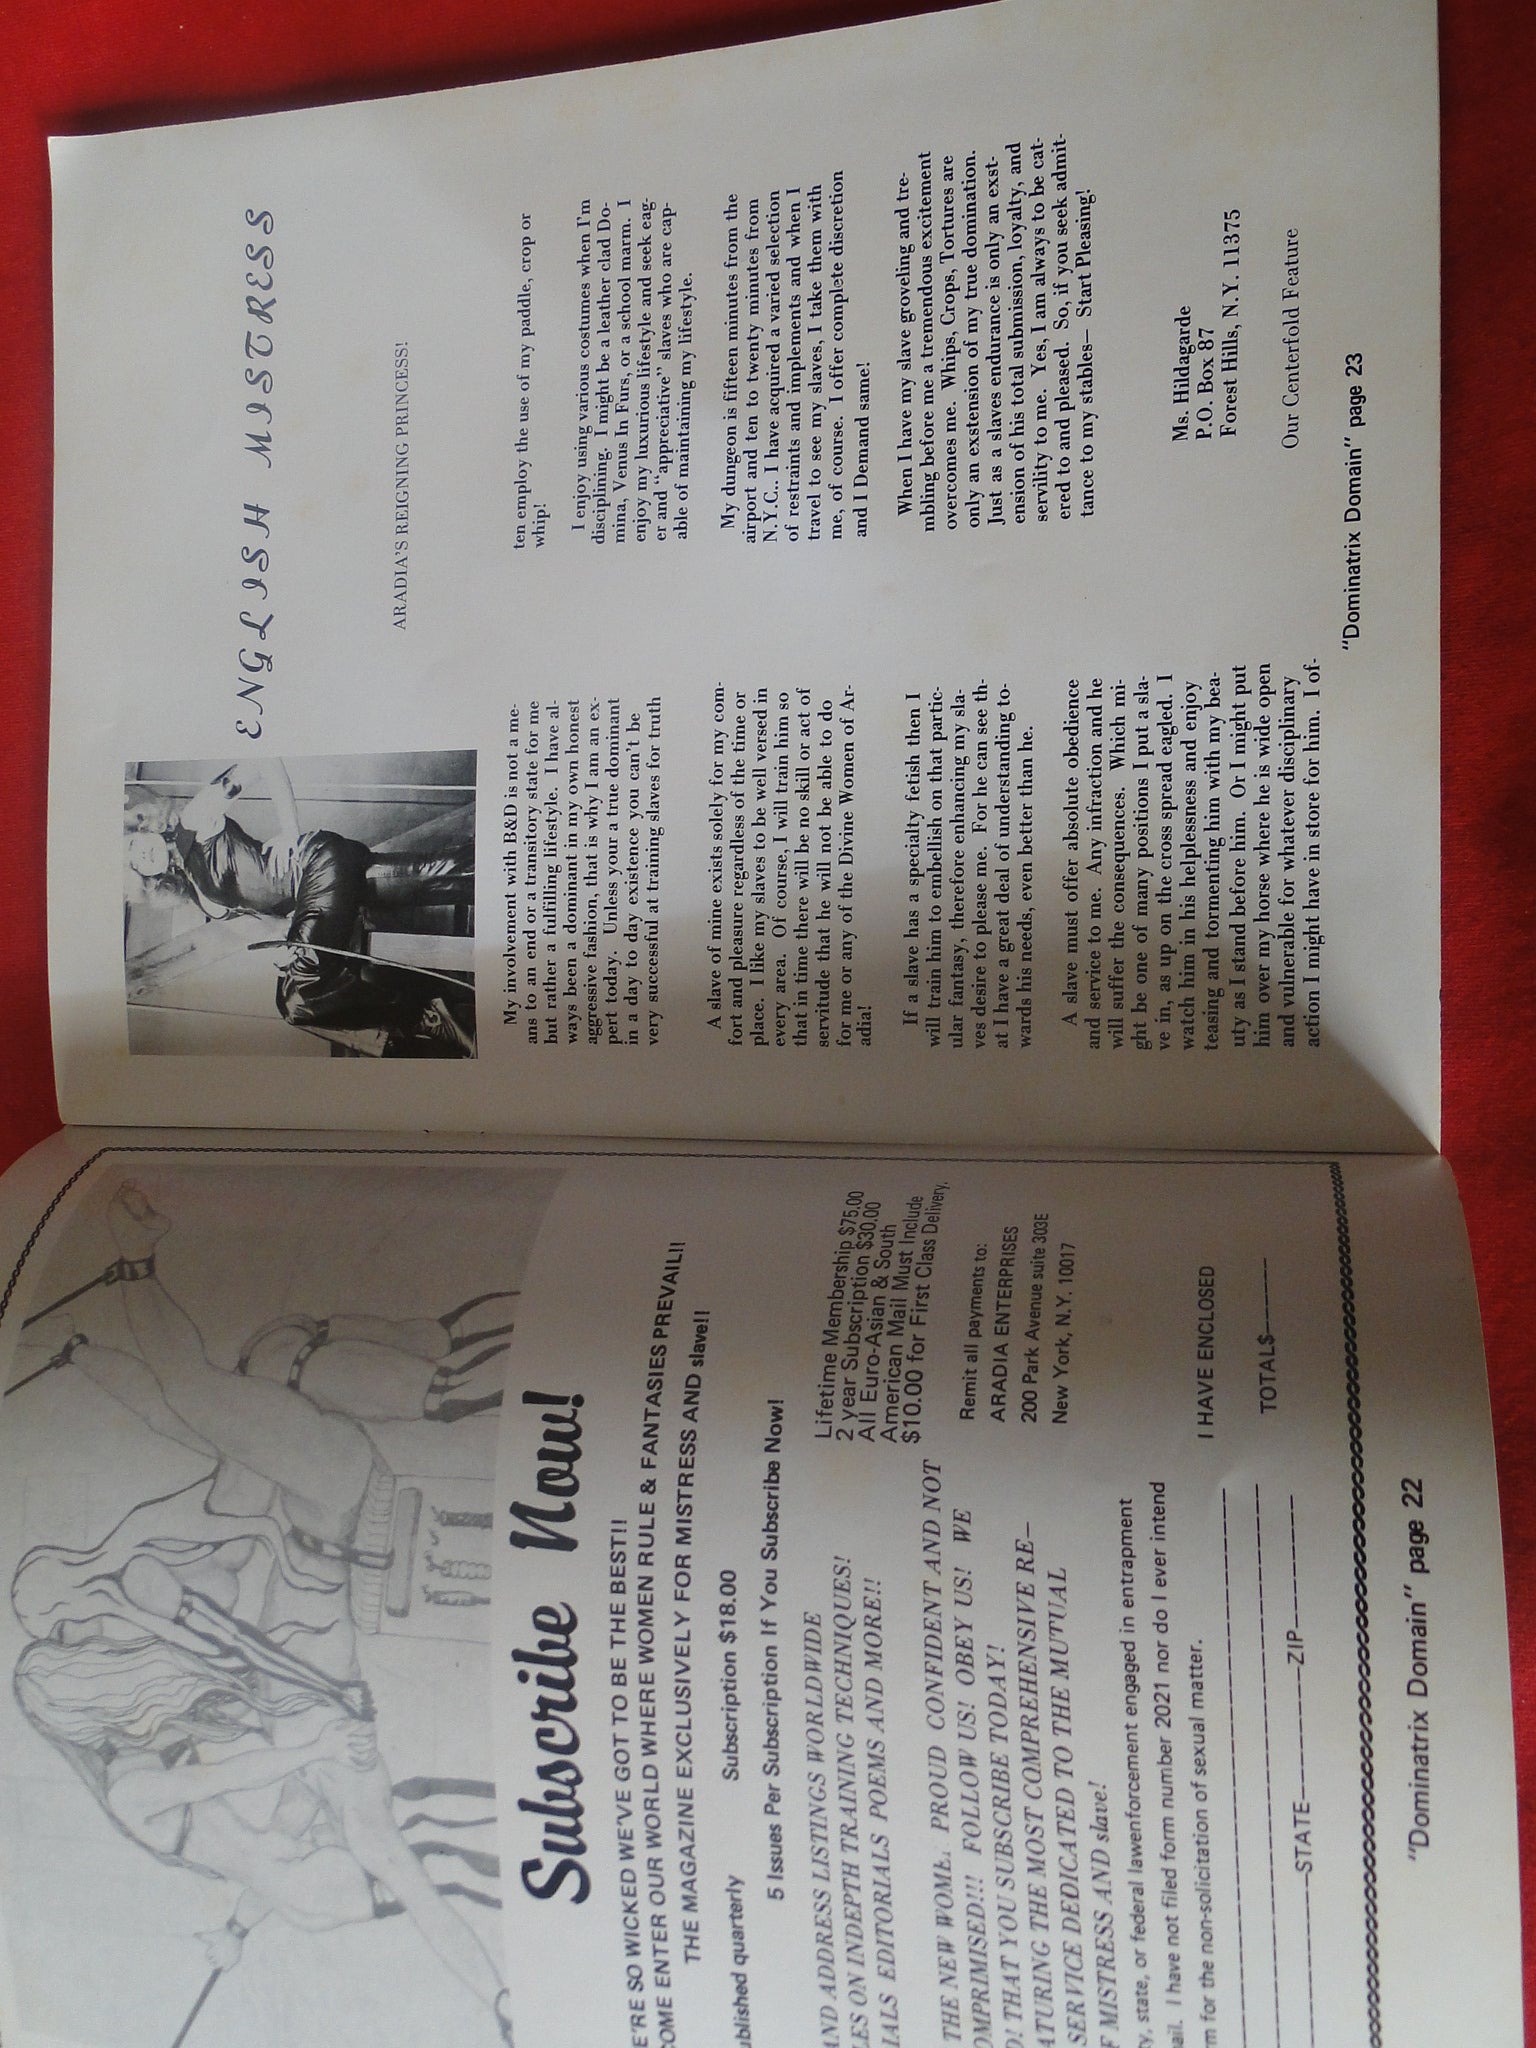 Subscribe Now!
E'RE SO WICKED WE'VE GOT TO BE THE BEST!!
COME ENTER OUR WORLD WHERE WOMEN RULE & FANTASIES PREVAIL!!
THE MAGAZINE EXCLUSIVELY FOR MISTRESS AND slave!!
ublished quarterly Subscription $18.00
5 Issues Per Subscription If You Subscribe Now!
AND ADDRESS LISTINGS WORLDWIDE
LES ON INDEPTH TRAINING TECHNIQUES!
IALS EDITORIALS POEMS AND MORE!!
Lifetime Membership $75.00
2 year Subscription $30.00
All Euro-Asian & South
American Mail Must Include
$10.00 for First Class Delivery.
THE NEW WOME. PROUD CONFIDENT AND NOT
OMPRIMISED!!! FOLLOW US! OBEY US! WE
D! THAT YOU SUBSCRIBE TODAY!
ATURING THE MOST COMPREHENSIVE RE—
SERVICE DEDICATED TO THE MUTUAL
F MISTRESS AND slave!
Remit all payments to:
ARADIA ENTERPRISES
200 Park Avenue suite 303E
New York, N.Y. 10017
ty, state, or federal lawenforcement engaged in entrapment
ail. I have not filed form number 2021 nor do I ever intend
rm for the non-solicitation of sexual matter.
I HAVE ENCLOSED
TOTAL$
STATE ZIP
"Dominatrix Domain" page 22
ENGLISH MISTRESS
ARADIA'S REIGNING PRINCESS!
My involvement with B&D is not a me-
ans to an end or a transitory state for me
but rather a fulfilling lifestyle. I have al-
ways been a dominant in my own honest
aggressive fashion, that is why I am an ex-
pert today. Unless your a true dominant
in a day to day existence you can't be
very successful at training slaves for truth
A slave of mine exists solely for my com-
fort and pleasure regardless of the time or
place. I like my slaves to be well versed in
every area. Of course, I will train him so
that in time there will be no skill or act of
servitude that he will not be able to do
for me or any of the Divine Women of Ar-
adia!
If a slave has a specialty fetish then I
will train him to embellish on that partic-
ular fantasy, therefore enhancing my sla-
ves desire to please me. For he can see th-
at I have a great deal of understanding to-
wards his needs, even better than he.
A slave must offer absolute obedience
and service to me. Any infraction and he
will suffer the consequences. Which mi-
ght be one of many positions I put a sla-
ve in, as up on the cross spread eagled. I
watch him in his helplessness and enjoy
teasing and tormenting him with my bea-
uty as I stand before him. Or I might put
him over my horse where he is wide open
and vulnerable for whatever disciplinary
action I might have in store for him. I of-
ten employ the use of my paddle, crop or
whip!
I enjoy using various costumes when I'm
disciplining. I might be a leather clad Do-
mina, Venus In Furs, or a school marm. I
enjoy my luxurious lifestyle and seek eag-
er and "appreciative" slaves who are cap-
able of maintaining my lifestyle.
My dungeon is fifteen minutes from the
airport and ten to twenty minutes from
N.Y.C.. I have acquired a varied selection
of restraints and implements and when I
travel to see my slaves, I take them with
me, of course. I offer complete discretion
and I Demand same!
When I have my slave groveling and tre-
mbling before me a tremendous excitement
overcomes me. Whips, Crops, Tortures are
only an exstension of my true domination.
Just as a slaves endurance is only an exst-
ension of his total submission, loyalty, and
servility to me. Yes, I am always to be cat-
ered to and pleased. So, if you seek admit-
tance to my stables— Start Pleasing!
Ms. Hildagarde
P.O. Box 87
Forest Hills, N.Y. 11375
Our Centerfold Feature
"Dominatrix Domain" page 23